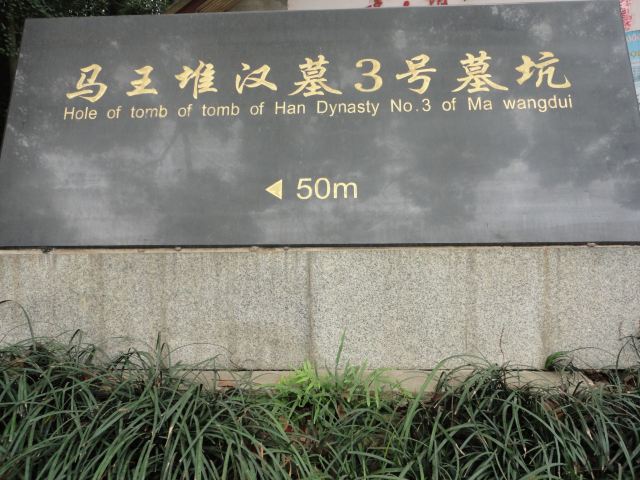 马王堆汉墓3号墓坑
Hole of tomb of tomb of Han Dynasty No.3 of Ma wangdui
◀ 50m